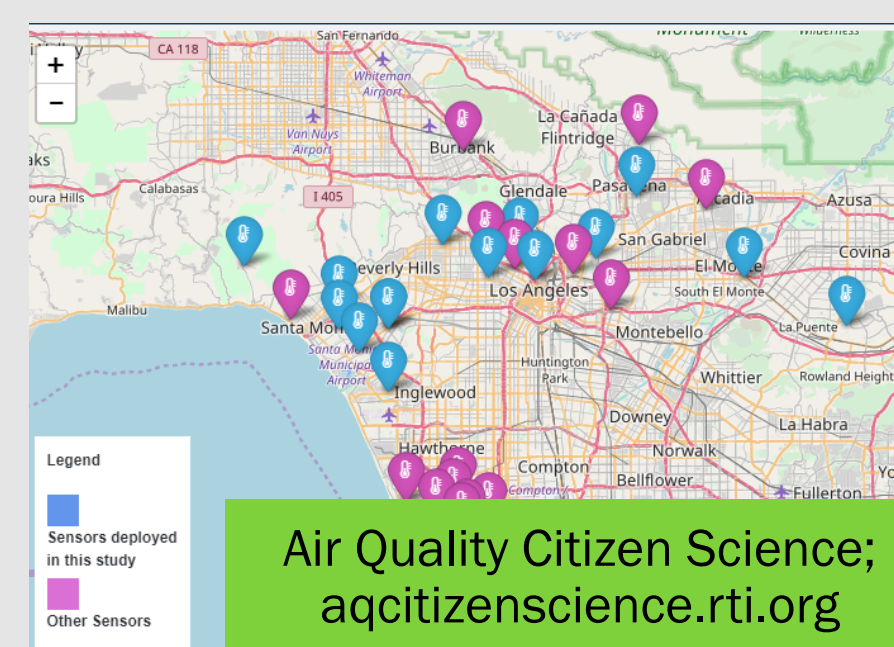 San Fernando
CA 118
+
−
Whiteman
Airport
La Cañada
Flintridge
Van Nuys
Airport
Burbank
Calabasas
I 405
Glendale
Azusa
San Gabriel
Covina
El Monte
Beverly Hills
Los Angeles
South El Monte
Malibu
Montebello
La Puente
Airport
Huntington
Park
Whittier
Rowland Height
Inglewood
Downey
La Habra
Hawthorne
Norwalk
Compton
Bellflower
Compton
Fullerton
Legend
Sensors deployed
in this study
Other Sensors
Air Quality Citizen Science;
aqcitizenscience.rti.org